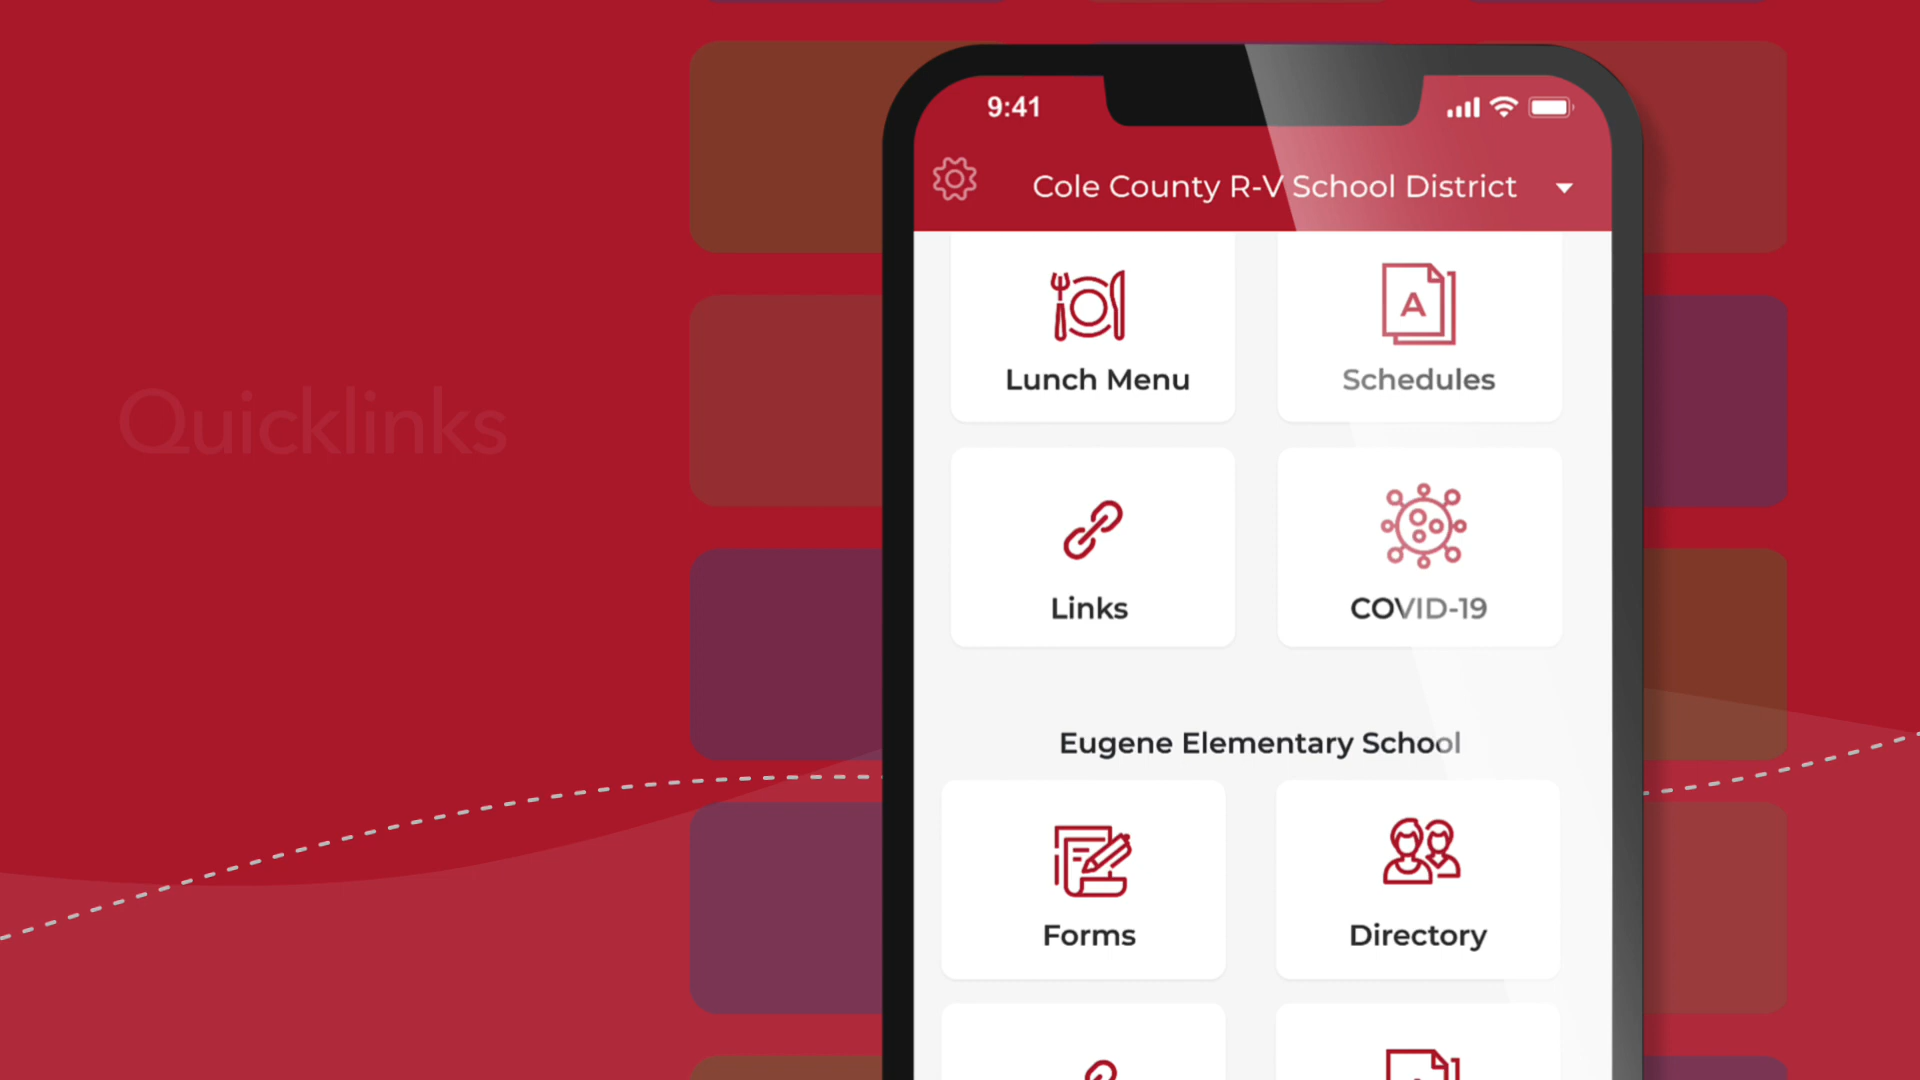 Quicklinks
9:41
Cole County R-V School District
Lunch Menu
A
Schedules
Links
COVID-19
Eugene Elementary School
Forms
Directory